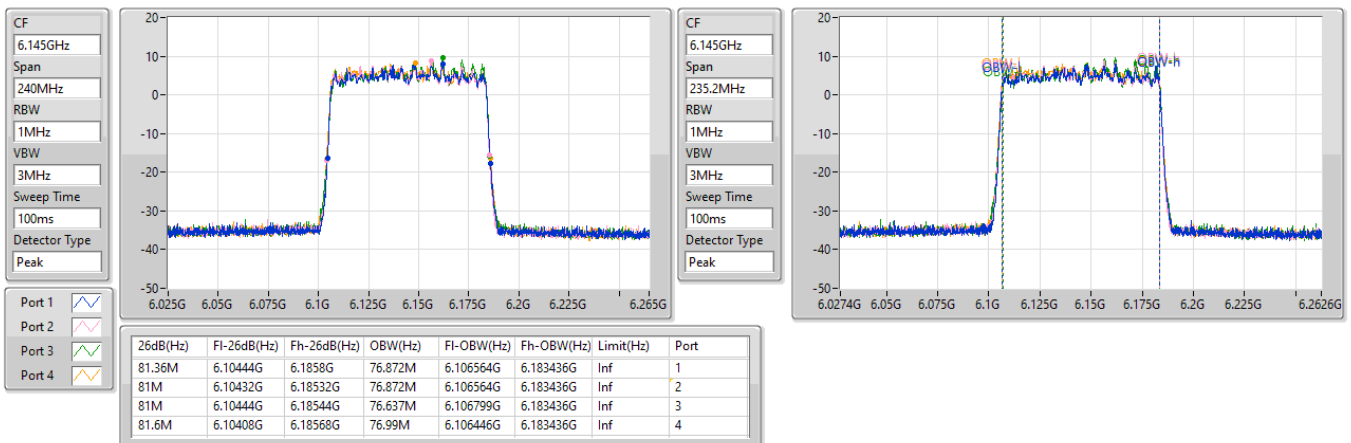 CF
6.145GHz
Span
240MHz
RBW
1MHz
VBW
3MHz
Sweep Time
100ms
Detector Type
Peak
20
10
0
-10
-20
-30
-40
-50
6.025G 6.05G 6.075G 6.1G 6.125G 6.15G 6.175G 6.2G 6.225G 6.265G
CF
6.145GHz
Span
235.2MHz
RBW
1MHz
VBW
3MHz
Sweep Time
100ms
Detector Type
Peak
20
10
0
-10
-20
-30
-40
-50
OBW-h
6.0274G 6.05G 6.075G 6.1G 6.125G 6.15G 6.175G 6.2G 6.225G 6.2626G
Port 1
Port 2
Port 3
Port 4
26dB(Hz) Fl-26dB(Hz) Fh-26dB(Hz) OBW(Hz) Fl-OBW(Hz) Fh-OBW(Hz) Limit(Hz) Port
81.36M 6.10444G 6.1858G 76.872M 6.106564G 6.183436G Inf 1
81M 6.10432G 6.18532G 76.872M 6.106564G 6.183436G Inf 2
81M 6.10444G 6.18544G 76.637M 6.106799G 6.183436G Inf 3
81.6M 6.10408G 6.18568G 76.99M 6.106446G 6.183436G Inf 4